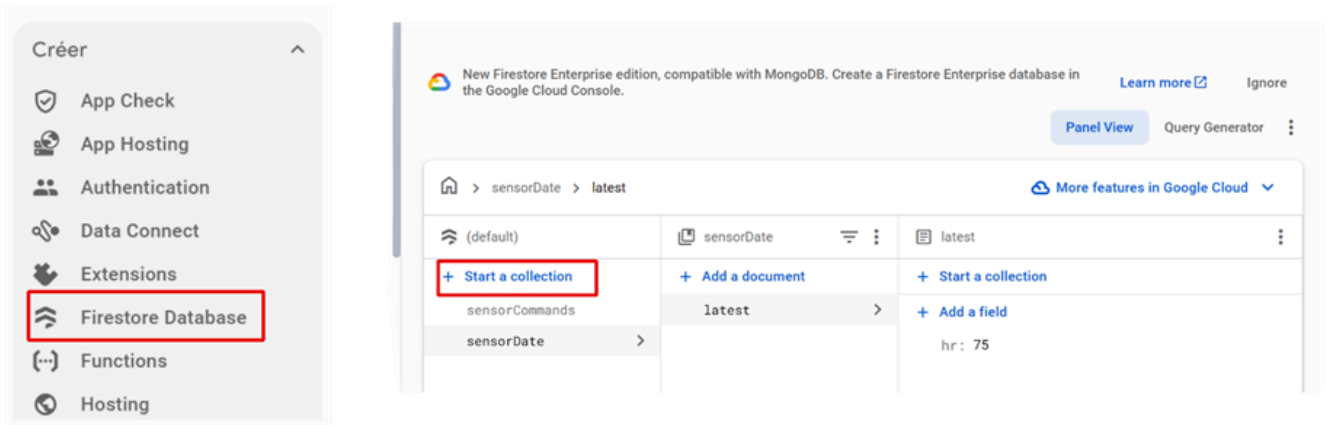 Créer
App Check
App Hosting
Authentication
Data Connect
Extensions
Firestore Database
Functions
Hosting
New Firestore Enterprise edition, compatible with MongoDB. Create a Firestore Enterprise database in
the Google Cloud Console.
Learn more
Ignore
Panel View
Query Generator
> sensorDate > latest
More features in Google Cloud
(default)
sensorDate
latest
+ Start a collection
+ Add a document
+ Start a collection
sensorCommands
latest
+ Add a field
sensorDate
hr: 75